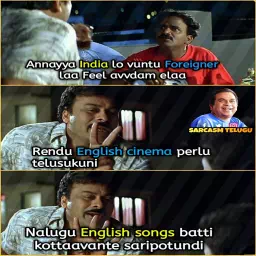 Annayya India lo vuntu Foreigner
laa Feel avvdam elaa
SARCASM TELUGU
Rendu English cinema perlu
telusukuni
Nalugu English songs batti
kottaavante saripotundi